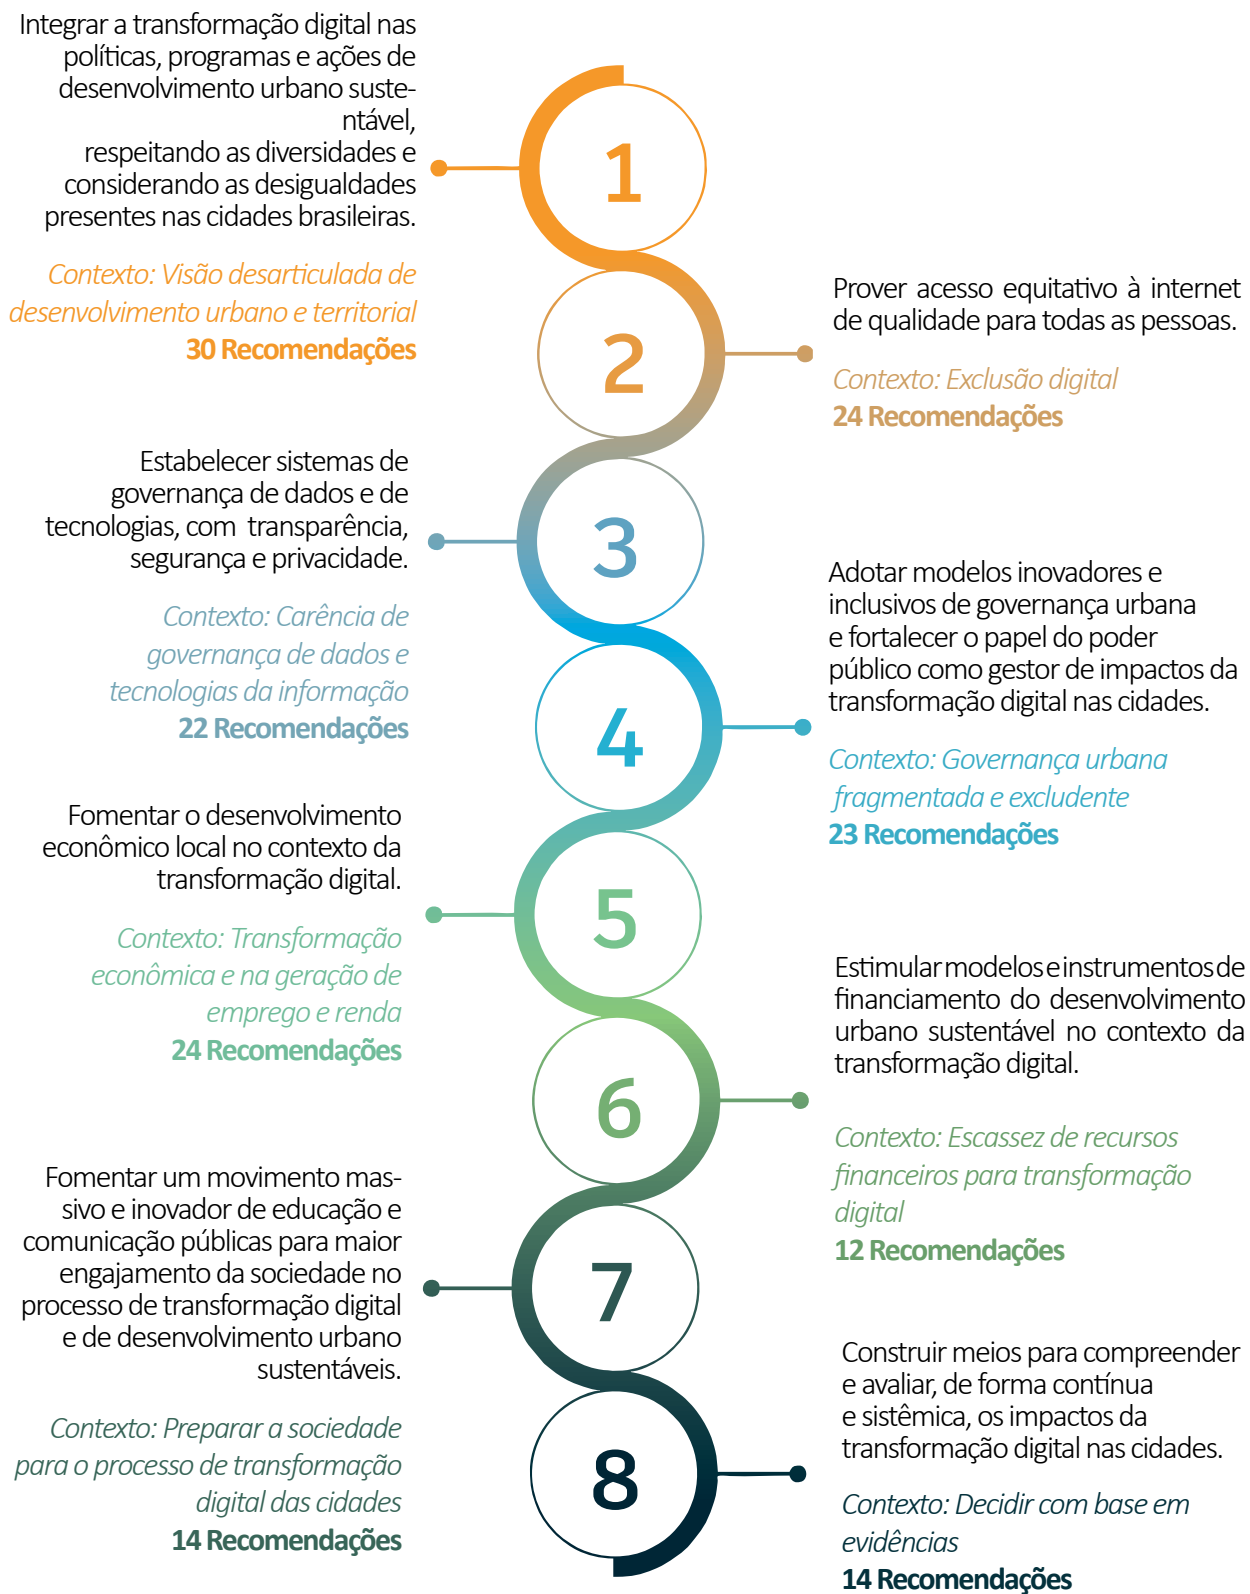 Integrar a transformação digital nas
políticas, programas e ações de
desenvolvimento urbano suste-
ntável,
respeitando as diversidades e
considerando as desigualdades
presentes nas cidades brasileiras.
Contexto: Visão desarticulada de
desenvolvimento urbano e territorial
30 Recomendações
1
2
Prover acesso equitativo à internet
de qualidade para todas as pessoas.
Contexto: Exclusão digital
24 Recomendações
Estabelecer sistemas de
governança de dados e de
tecnologias, com transparência,
segurança e privacidade.
Contexto: Carência de
governança de dados e
tecnologias da informação
22 Recomendações
3
4
Adotar modelos inovadores e
inclusivos de governança urbana
e fortalecer o papel do poder
público como gestor de impactos da
transformação digital nas cidades.
Contexto: Governança urbana
fragmentada e excludente
23 Recomendações
Fomentar o desenvolvimento
econômico local no contexto da
transformação digital.
Contexto: Transformação
econômica e na geração de
emprego e renda
24 Recomendações
5
6
Estimular modelos e instrumentos de
financiamento do desenvolvimento
urbano sustentável no contexto da
transformação digital.
Contexto: Escassez de recursos
financeiros para transformação
digital
12 Recomendações
Fomentar um movimento mas-
sivo e inovador de educação e
comunicação públicas para maior
engajamento da sociedade no
processo de transformação digital
e de desenvolvimento urbano
sustentáveis.
Contexto: Preparar a sociedade
para o processo de transformação
digital das cidades
14 Recomendações
7
8
Construir meios para compreender
e avaliar, de forma contínua
e sistêmica, os impactos da
transformação digital nas cidades.
Contexto: Decidir com base em
evidências
14 Recomendações